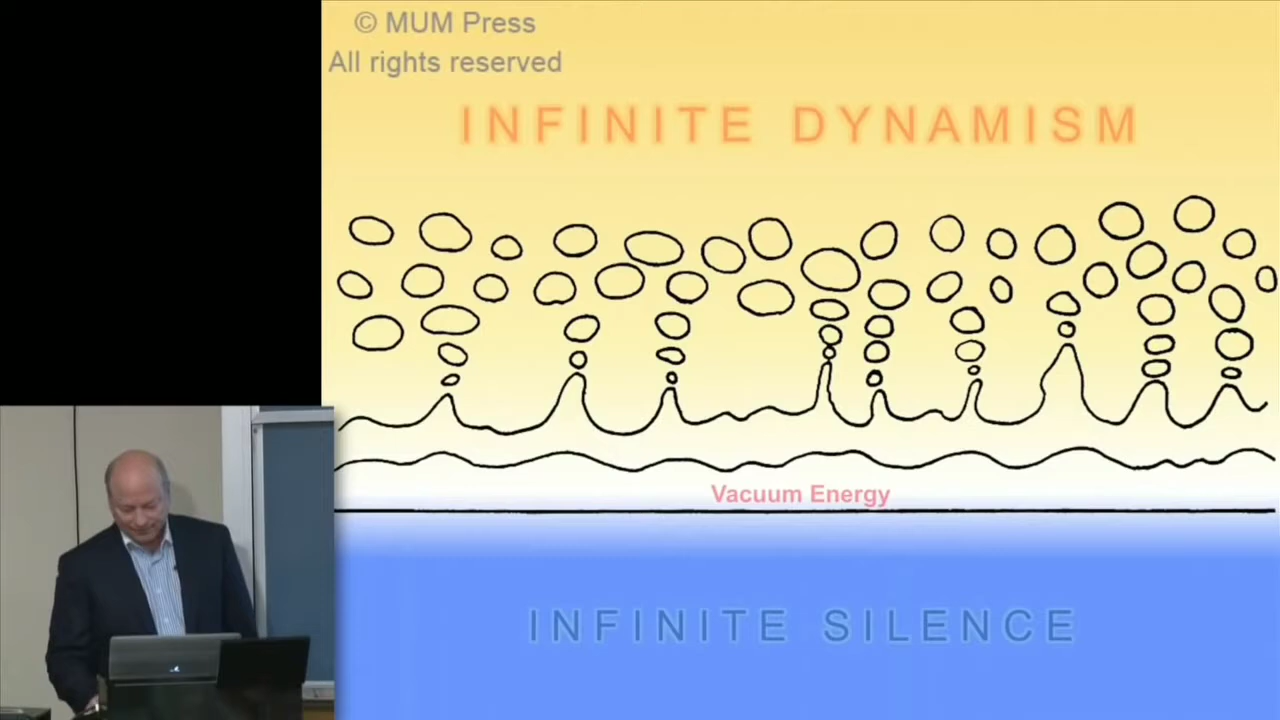 © MUM Press
All rights reserved
INFINITE DYNAMISM
Vacuum Energy
INFINITE SILENCE